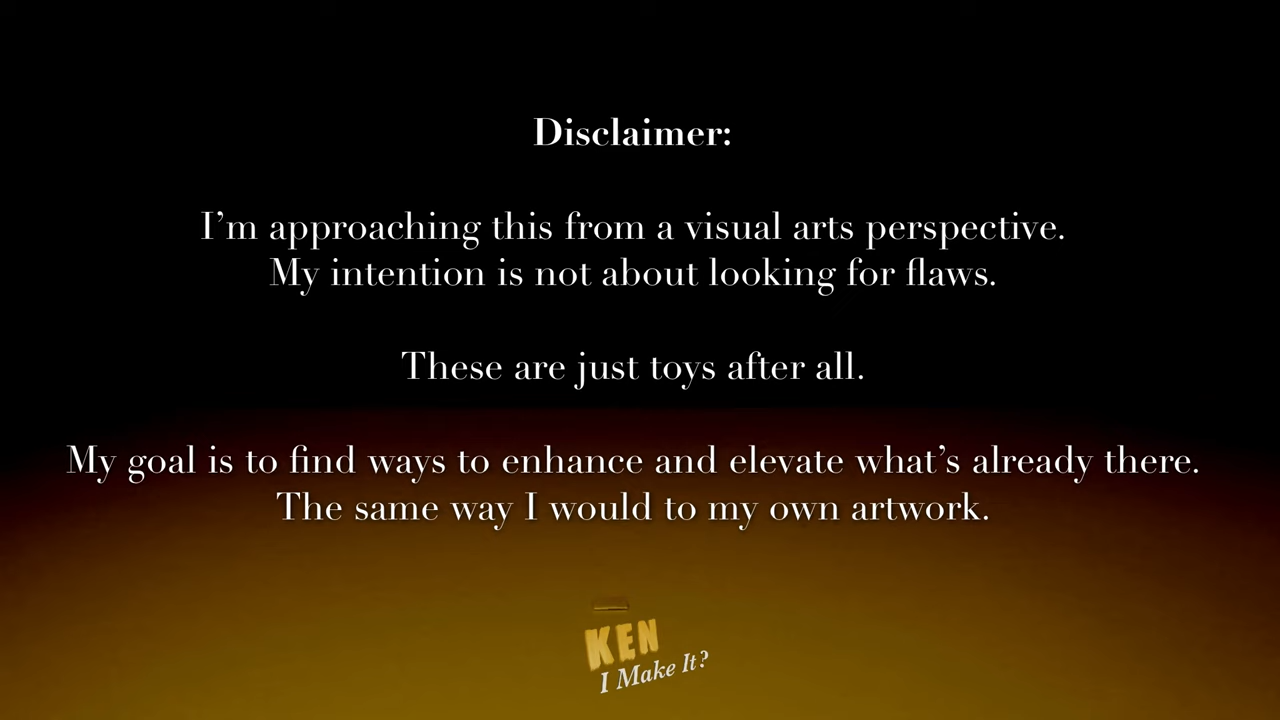 Disclaimer:
I’m approaching this from a visual arts perspective.
My intention is not about looking for flaws.
These are just toys after all.
My goal is to find ways to enhance and elevate what’s already there.
The same way I would to my own artwork.
KEN
I Make It?